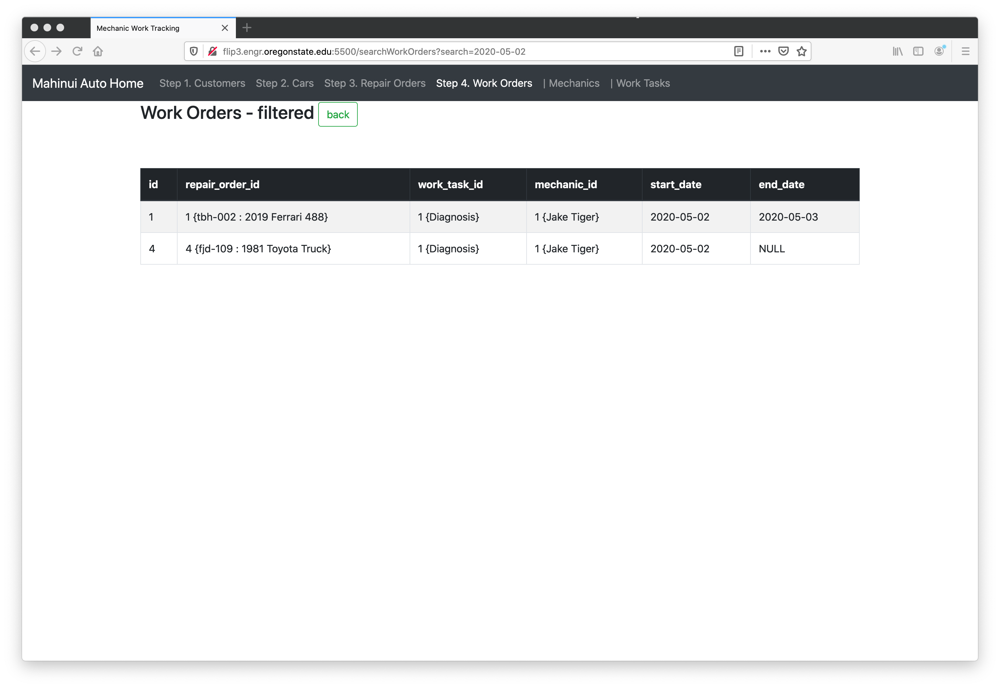 Mechanic Work Tracking
flip3.engr.oregonstate.edu:5500/searchWorkOrders?search=2020-05-02
Mahinui Auto Home Step 1. Customers Step 2. Cars Step 3. Repair Orders Step 4. Work Orders | Mechanics | Work Tasks
Work Orders - filtered back
id repair_order_id work_task_id mechanic_id start_date end_date
1 1 {tbh-002 : 2019 Ferrari 488} 1 {Diagnosis} 1 {Jake Tiger} 2020-05-02 2020-05-03
4 4 {fjd-109 : 1981 Toyota Truck} 1 {Diagnosis} 1 {Jake Tiger} 2020-05-02 NULL